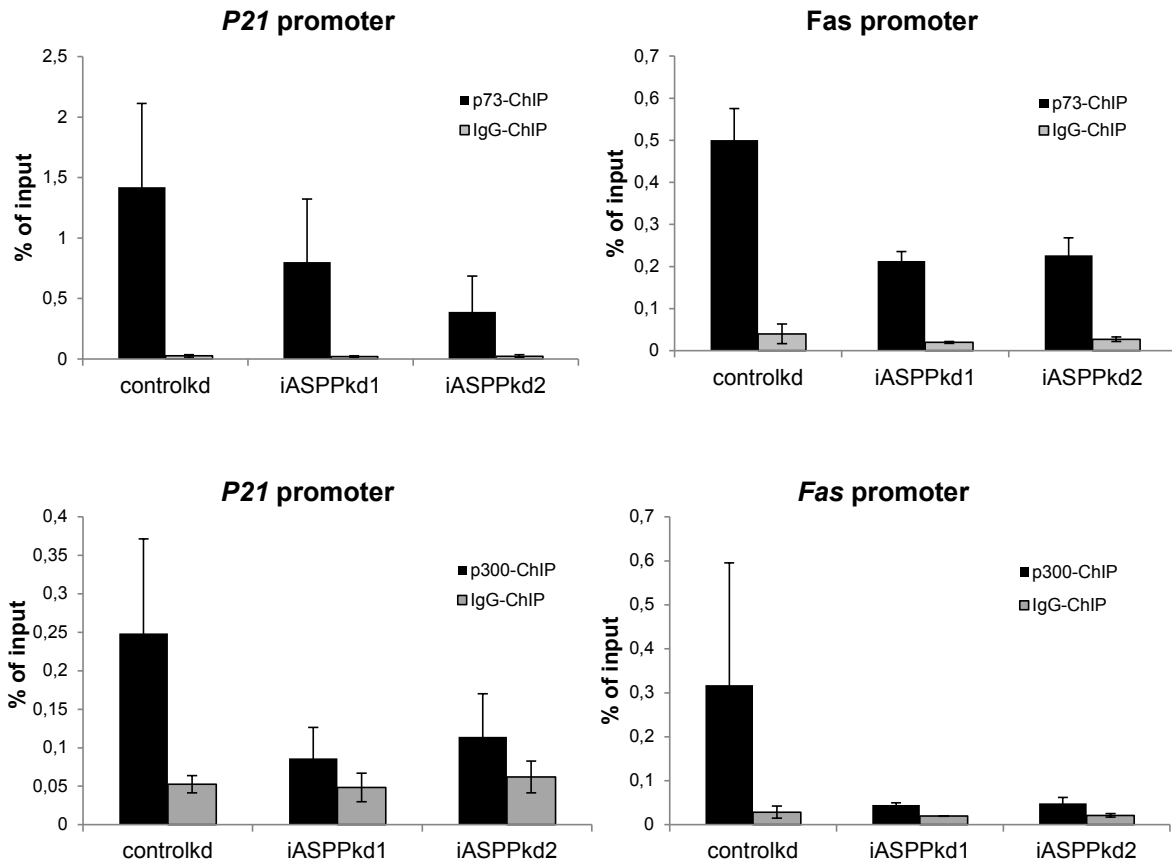 P21 promoter
2,5
2
1,5
1
0,5
0
% of input
p73-ChIP
IgG-ChIP
controlkd iASPPkd1 iASPPkd2
Fas promoter
0,7
0,6
0,5
0,4
0,3
0,2
0,1
0
% of input
p73-ChIP
IgG-ChIP
controlkd iASPPkd1 iASPPkd2
P21 promoter
0,4
0,35
0,3
0,25
0,2
0,15
0,1
0,05
0
% of input
p300-ChIP
IgG-ChIP
controlkd iASPPkd1 iASPPkd2
Fas promoter
0,7
0,6
0,5
0,4
0,3
0,2
0,1
0
% of input
p300-ChIP
IgG-ChIP
controlkd iASPPkd1 iASPPkd2